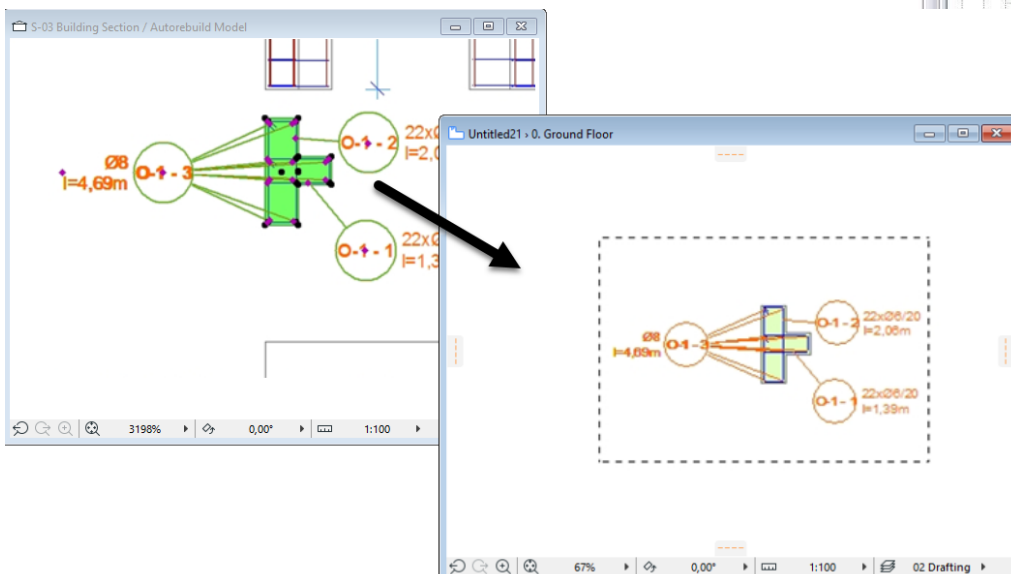 S-03 Building Section / Autorebuild Model
22xØ
l=2,0
O-1 - 2
Ø8
l=4,69m
O-1 - 3
O-1 - 1
22xØ
l=1,3
3198%
0,00°
1:100
Untitled21 › 0. Ground Floor
O-1 - 2
22xØ6/20
l=2,06m
Ø8
l=4,69m
O-1 - 3
O-1 - 1
22xØ6/20
l=1,39m
67%
0,00°
1:100
02 Drafting